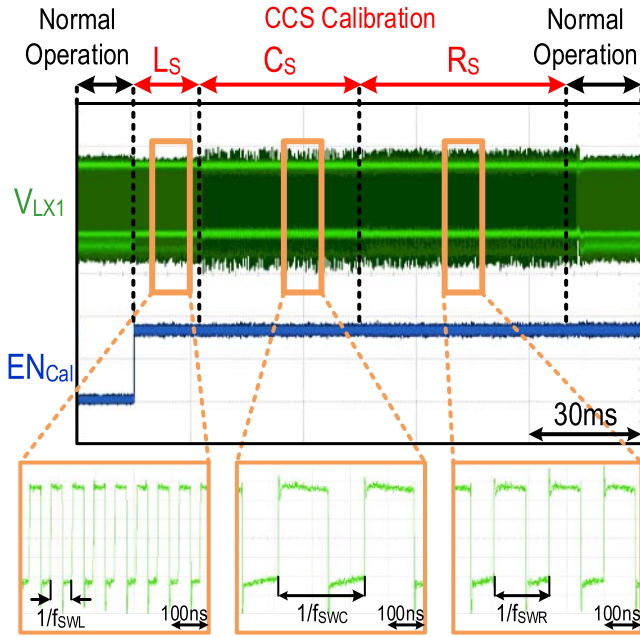 Normal Operation
CCS Calibration
Normal Operation
LS
CS
RS
VLX1
ENCal
30ms
1/fSWL
100ns
1/fSWC
100ns
1/fSWR
100ns